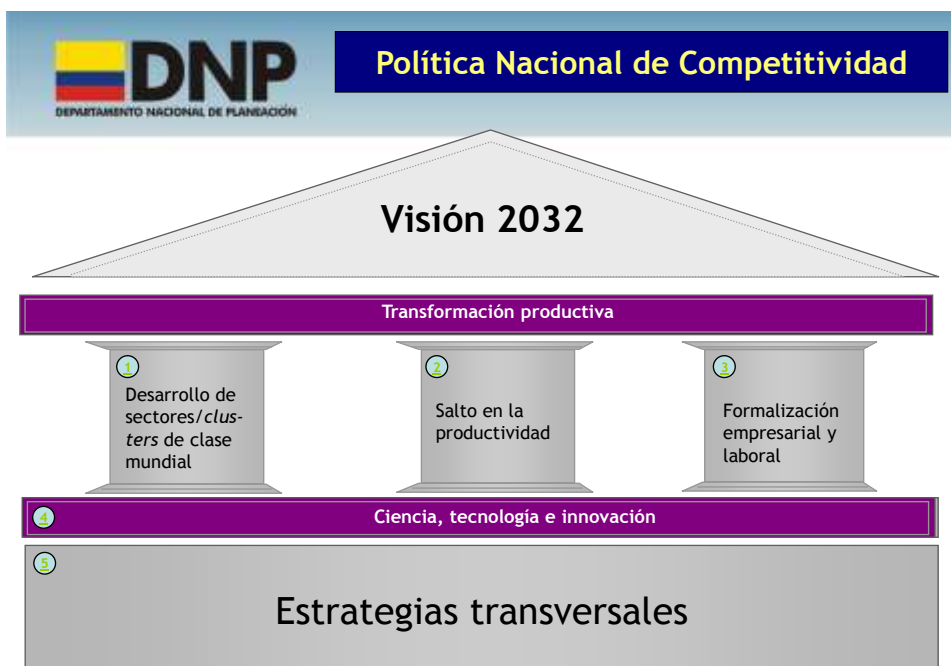 DNP
DEPARTAMENTO NACIONAL DE PLANEACIÓN
Política Nacional de Competitividad
Visión 2032
Transformación productiva
1
Desarrollo de
sectores/clus-
ters de clase
mundial
2
Salto en la
productividad
3
Formalización
empresarial y
laboral
4
Ciencia, tecnología e innovación
5
Estrategias transversales